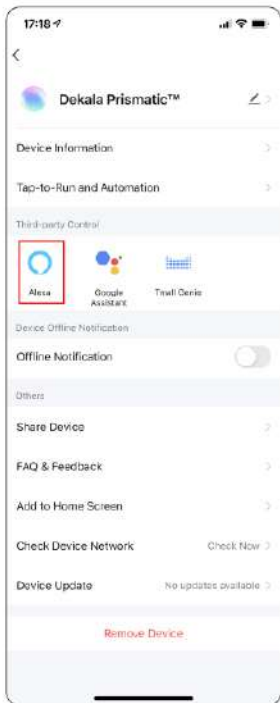 17:18
Dekala Prismatic™
Device Information
Tap-to-Run and Automation
Third-party Control
Alexa
Google
Assistant
Tmall Genie
Device Offline Notification
Offline Notification
Others
Share Device
FAQ & Feedback
Add to Home Screen
Check Device Network Check Now
Device Update No updates available
Remove Device